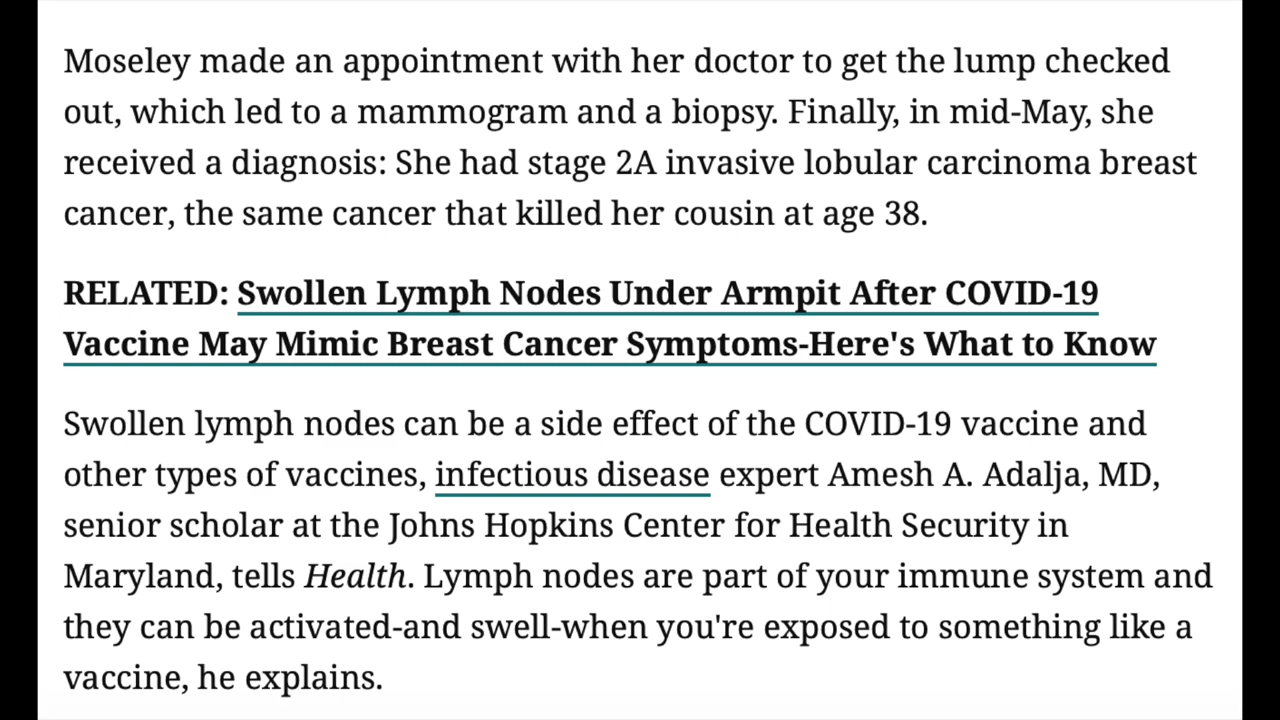 Moseley made an appointment with her doctor to get the lump checked
out, which led to a mammogram and a biopsy. Finally, in mid-May, she
received a diagnosis: She had stage 2A invasive lobular carcinoma breast
cancer, the same cancer that killed her cousin at age 38.
RELATED: Swollen Lymph Nodes Under Armpit After COVID-19
Vaccine May Mimic Breast Cancer Symptoms-Here's What to Know
Swollen lymph nodes can be a side effect of the COVID-19 vaccine and
other types of vaccines, infectious disease expert Amesh A. Adalja, MD,
senior scholar at the Johns Hopkins Center for Health Security in
Maryland, tells Health. Lymph nodes are part of your immune system and
they can be activated-and swell-when you're exposed to something like a
vaccine, he explains.